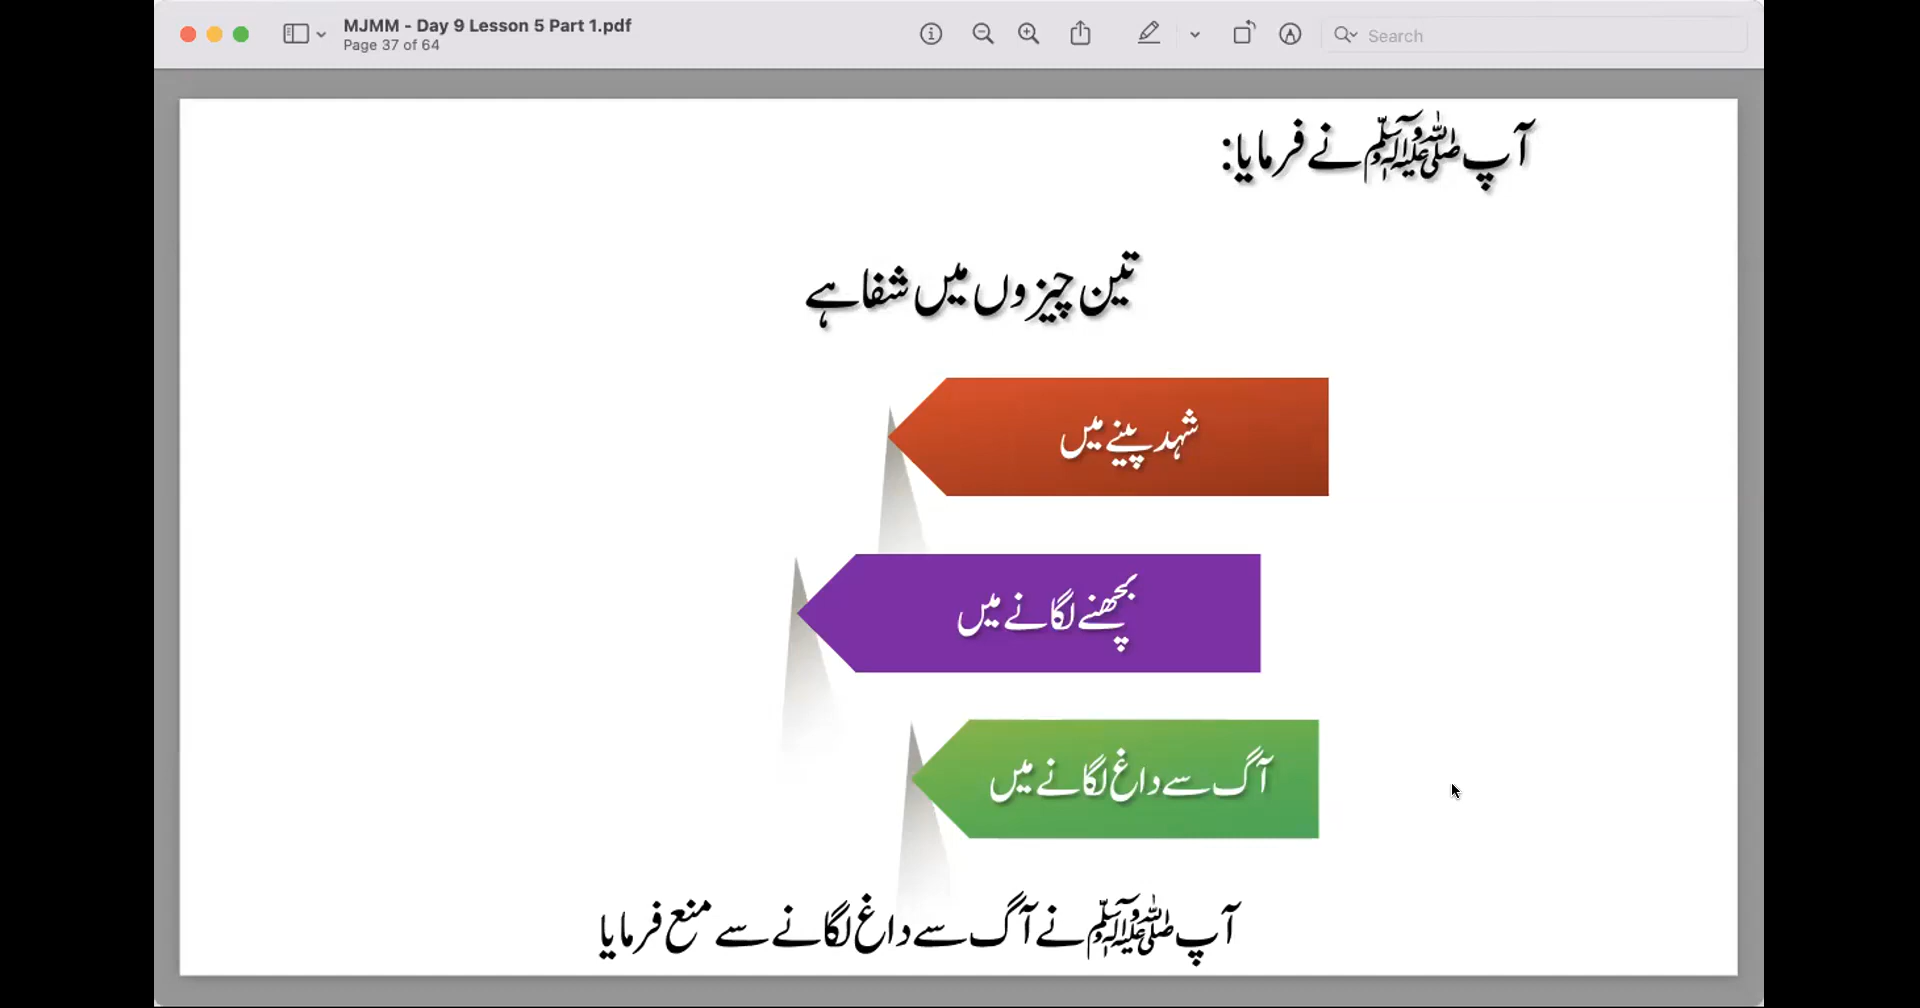 MJMM - Day 9 Lesson 5 Part 1.pdf
Page 37 of 64
Search
آپ ﷺ نے فرمایا:
تین چیزوں میں شفا ہے
شہد پینے میں
پچھنے لگانے میں
آگ سے داغ لگانے میں
آپ ﷺ نے آگ سے داغ لگانے سے منع فرمایا